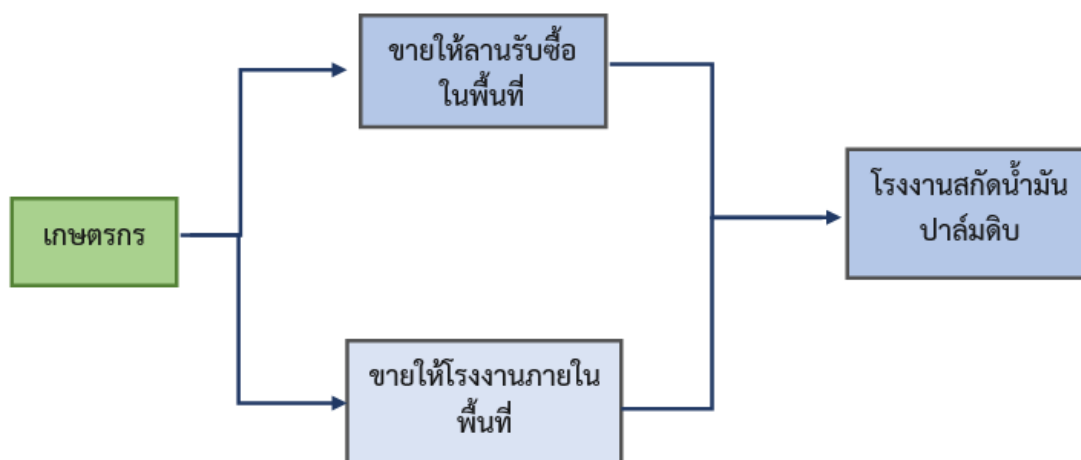 เกษตรกร
ขายให้ลานรับซื้อ
ในพื้นที่
ขายให้โรงงานภายใน
พื้นที่
โรงงานสกัดน้ำมัน
ปาล์มดิบ